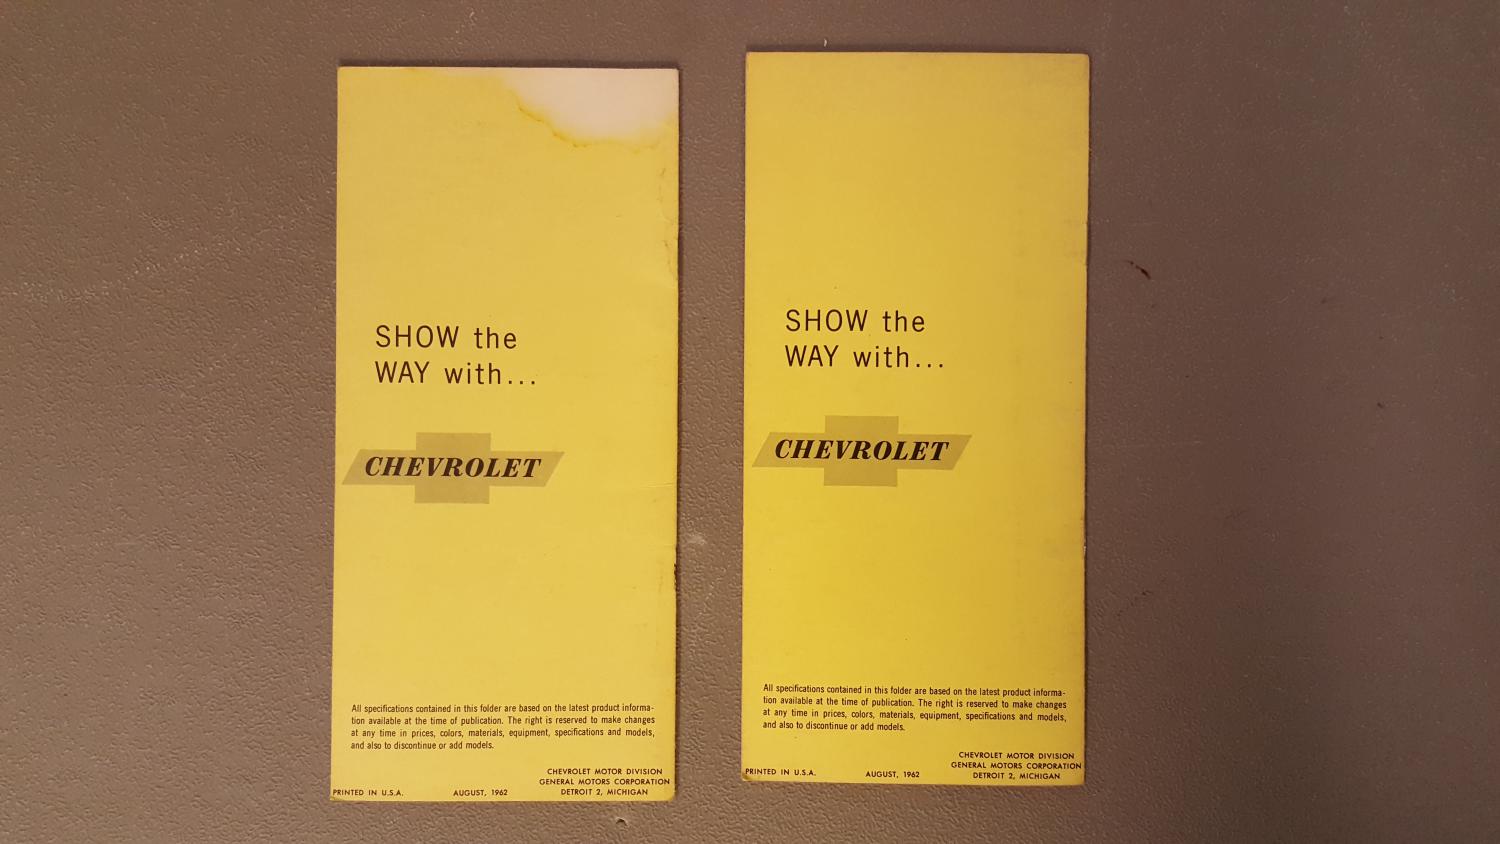 SHOW the
WAY with...
CHEVROLET
All specifications contained in this folder are based on the latest product informa-
tion available at the time of publication. The right is reserved to make changes
at any time in prices, colors, materials, equipment, specifications and models,
and also to discontinue or add models.
CHEVROLET MOTOR DIVISION
GENERAL MOTORS CORPORATION
PRINTED IN U.S.A. AUGUST, 1962 DETROIT 2, MICHIGAN
SHOW the
WAY with...
CHEVROLET
All specifications contained in this folder are based on the latest product informa-
tion available at the time of publication. The right is reserved to make changes
at any time in prices, colors, materials, equipment, specifications and models,
and also to discontinue or add models.
CHEVROLET MOTOR DIVISION
GENERAL MOTORS CORPORATION
PRINTED IN U.S.A. AUGUST, 1962 DETROIT 2, MICHIGAN